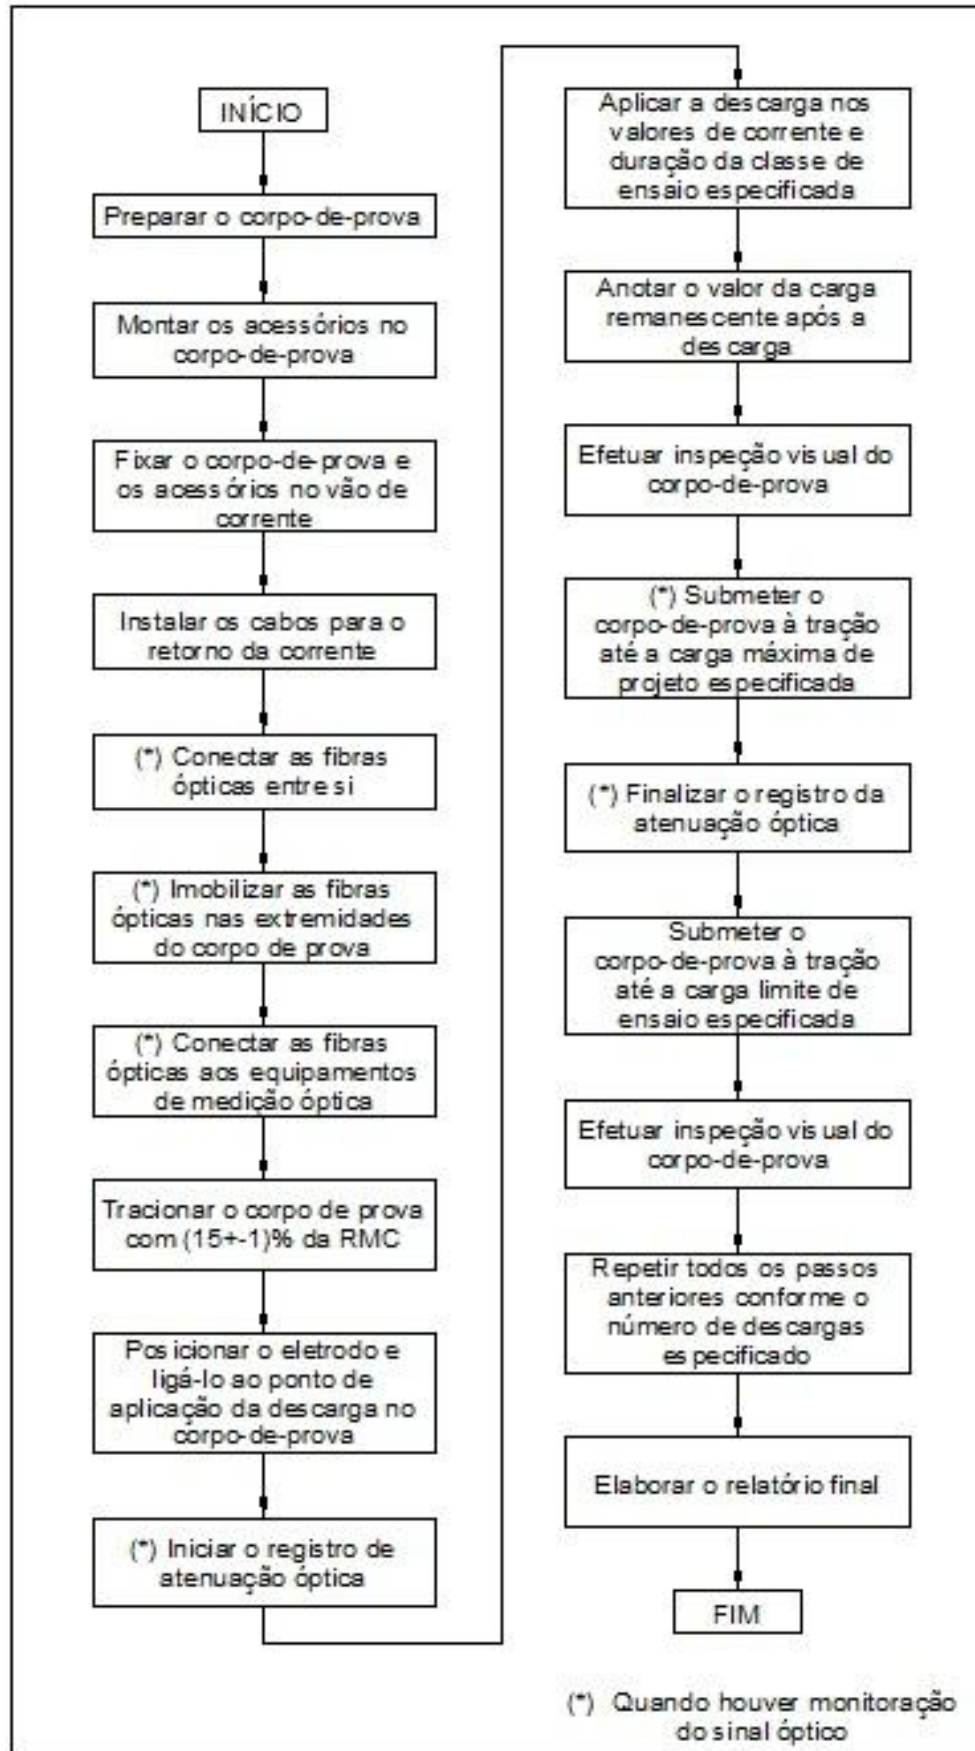 INÍCIO
Preparar o corpo-de-prova
Montar os acessórios no
corpo-de-prova
Fixar o corpo-de-prova e
os acessórios no vão de
corrente
Instalar os cabos para o
retorno da corrente
(*) Conectar as fibras
ópticas entre si
(*) Imobilizar as fibras
ópticas nas extremidades
do corpo de prova
(*) Conectar as fibras
ópticas aos equipamentos
de medição óptica
Tracionar o corpo de prova
com (15+-1)% da RMC
Posicionar o eletrodo e
ligá-lo ao ponto de
aplicação da descarga no
corpo-de-prova
(*) Iniciar o registro de
atenuação óptica
Aplicar a descarga nos
valores de corrente e
duração da classe de
ensaio especificada
Anotar o valor da carga
remanescente após a
descarga
Efetuar inspeção visual do
corpo-de-prova
(*) Submeter o
corpo-de-prova à tração
até a carga máxima de
projeto especificada
(*) Finalizar o registro da
atenuação óptica
Submeter o
corpo-de-prova à tração
até a carga limite de
ensaio especificada
Efetuar inspeção visual do
corpo-de-prova
Repetir todos os passos
anteriores conforme o
número de descargas
especificado
Elaborar o relatório final
FIM
(*) Quando houver monitoração
do sinal óptico